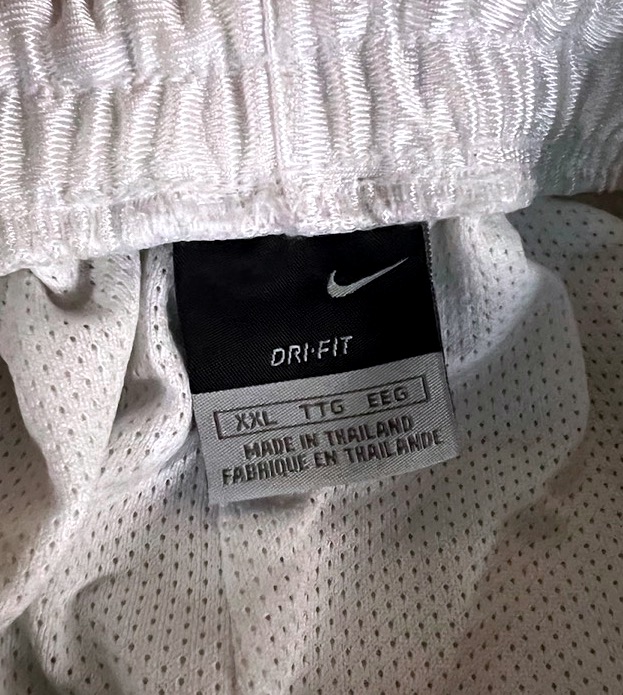 DRI·FIT
XXL TTG EEG
MADE IN THAILAND
FABRIQUE EN THAILANDE